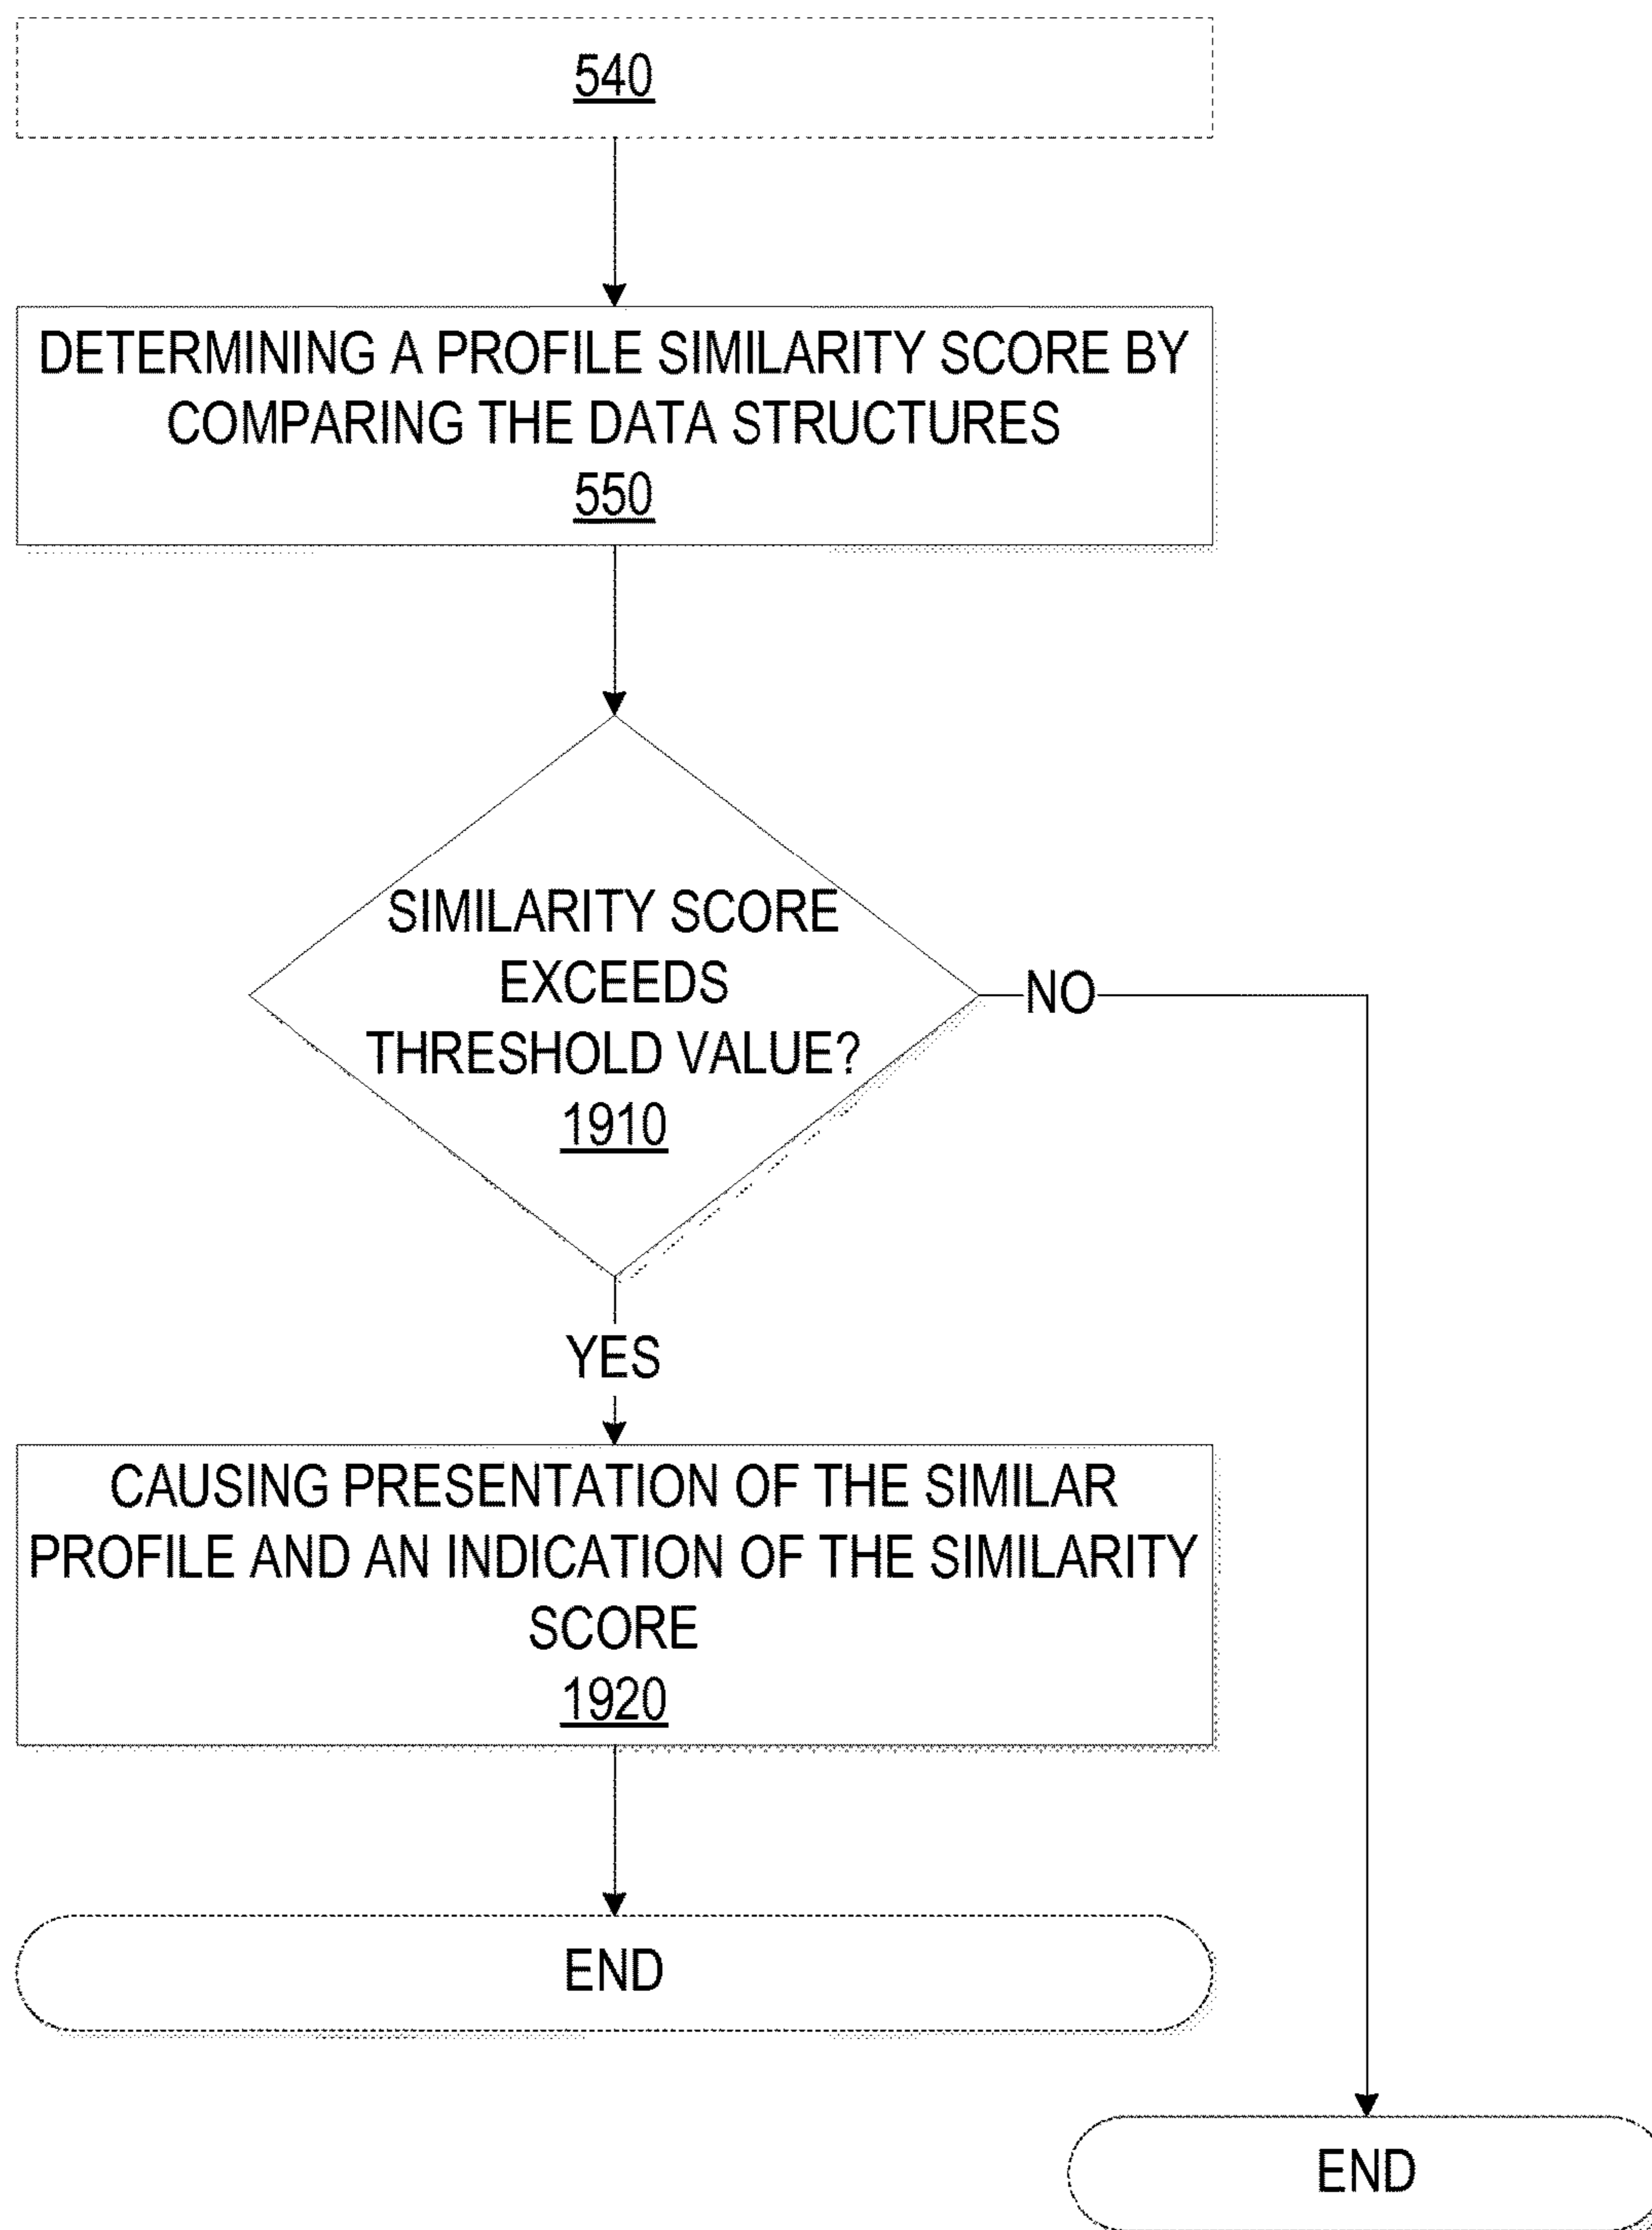 540
DETERMINING A PROFILE SIMILARITY SCORE BY
COMPARING THE DATA STRUCTURES
550
SIMILARITY SCORE
EXCEEDS
THRESHOLD VALUE?
1910
NO
YES
CAUSING PRESENTATION OF THE SIMILAR
PROFILE AND AN INDICATION OF THE SIMILARITY
SCORE
1920
END
END